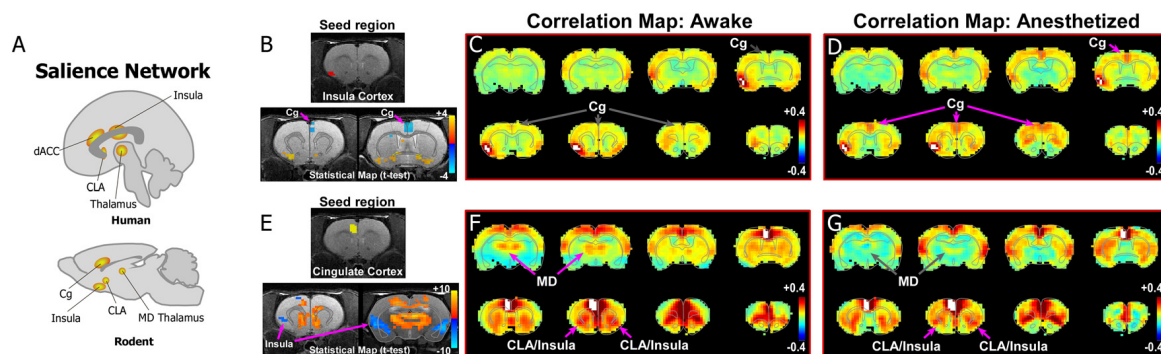 A
Salience Network
Insula
dACC
CLA
Thalamus
Human
Cg
CLA
Insula
MD Thalamus
Rodent
B
Seed region
Insula Cortex
Cg
Cg
+4
-4
Statistical Map (t-test)
Correlation Map: Awake
C
Cg
Cg
+0.4
-0.4
Correlation Map: Anesthetized
D
Cg
Cg
+0.4
-0.4
E
Seed region
Cingulate Cortex
+10
-10
Insula
Statistical Map (t-test)
F
MD
CLA/Insula
CLA/Insula
+0.4
-0.4
G
MD
CLA/Insula
CLA/Insula
+0.4
-0.4